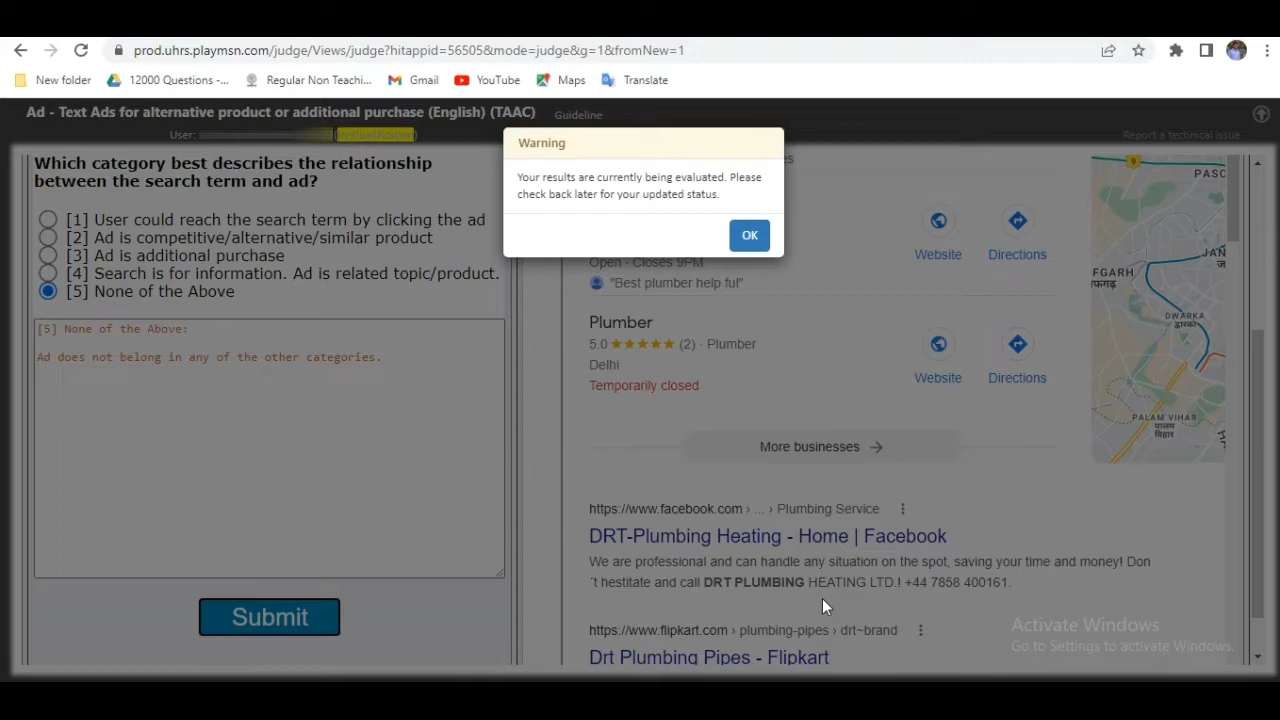 prod.uhrs.playmsn.com/judge/Views/judge?hitappid=56505&mode=judge&g=1&fromNew=1
New folder
12000 Questions -...
Regular Non Teachi...
Gmail
YouTube
Maps
Translate
Ad - Text Ads for alternative product or additional purchase (English) (TAAC)
Guideline
User:
Report a technical issue
Warning
Your results are currently being evaluated. Please
check back later for your updated status.
OK
Which category best describes the relationship
between the search term and ad?
[1] User could reach the search term by clicking the ad
[2] Ad is competitive/alternative/similar product
[3] Ad is additional purchase
[4] Search is for information. Ad is related topic/product.
[5] None of the Above
[5] None of the Above:
Ad does not belong in any of the other categories.
Submit
Website
Directions
Open · Closes 9PM
"Best plumber help ful"
Plumber
5.0 ★★★★★ (2) · Plumber
Delhi
Temporarily closed
Website
Directions
More businesses →
https://www.facebook.com › ... › Plumbing Service
DRT-Plumbing Heating - Home | Facebook
We are professional and can handle any situation on the spot, saving your time and money! Don
´t hestitate and call DRT PLUMBING HEATING LTD.! +44 7858 400161.
https://www.flipkart.com › plumbing-pipes › drt~brand
Drt Plumbing Pipes - Flipkart
9
DWARKA
द्वारका
PALAM VIHAR
पालम
विहार
Activate Windows
Go to Settings to activate Windows.